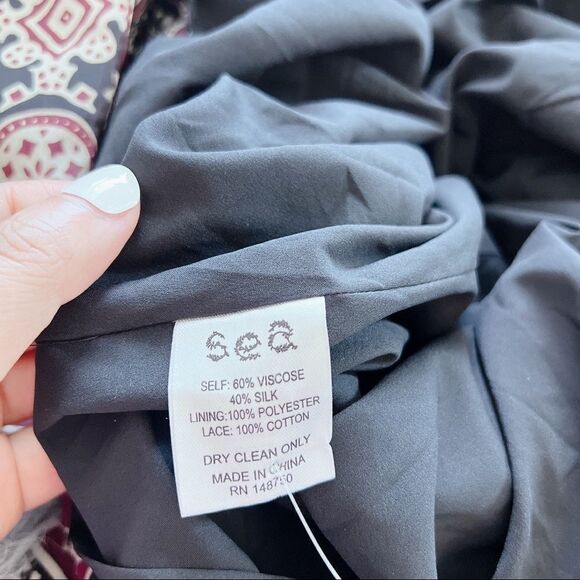 sea
SELF: 60% VISCOSE
40% SILK
LINING:100% POLYESTER
LACE: 100% COTTON
DRY CLEAN ONLY
MADE IN CHINA
RN 148750